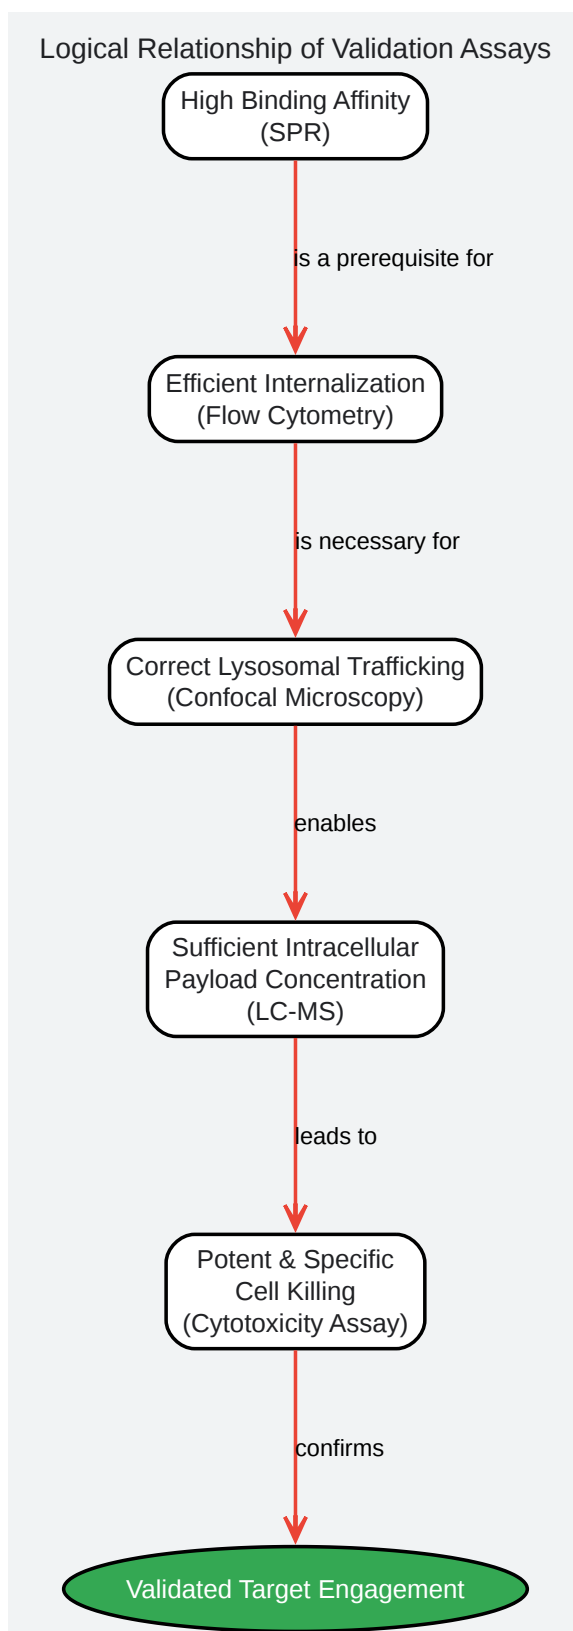 Logical Relationship of Validation Assays
High Binding Affinity
(SPR)
is a prerequisite for
Efficient Internalization
(Flow Cytometry)
is necessary for
Correct Lysosomal Trafficking
(Confocal Microscopy)
enables
Sufficient Intracellular
Payload Concentration
(LC-MS)
leads to
Potent & Specific
Cell Killing
(Cytotoxicity Assay)
confirms
Validated Target Engagement